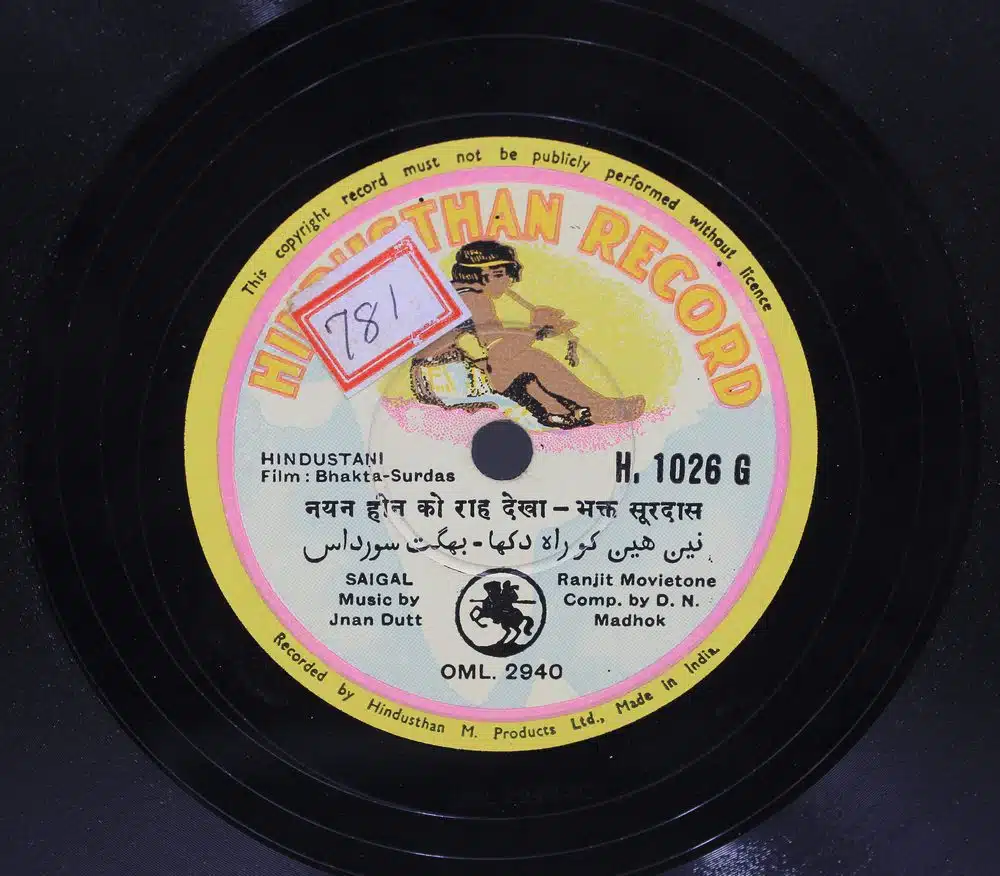 This copyright record must not be publicly performed without licence
HINDUSTHAN RECORD
781
HINDUSTANI
Film : Bhakta-Surdas
H. 1026 G
नयन हीन को राह देखा – भक्त सूरदास
نین ھین کو راہ دکھا - بھگت سورداس
SAIGAL
Music by
Jnan Dutt
Ranjit Movietone
Comp. by D. N.
Madhok
OML. 2940
Recorded by Hindusthan M. Products Ltd., Made in India.